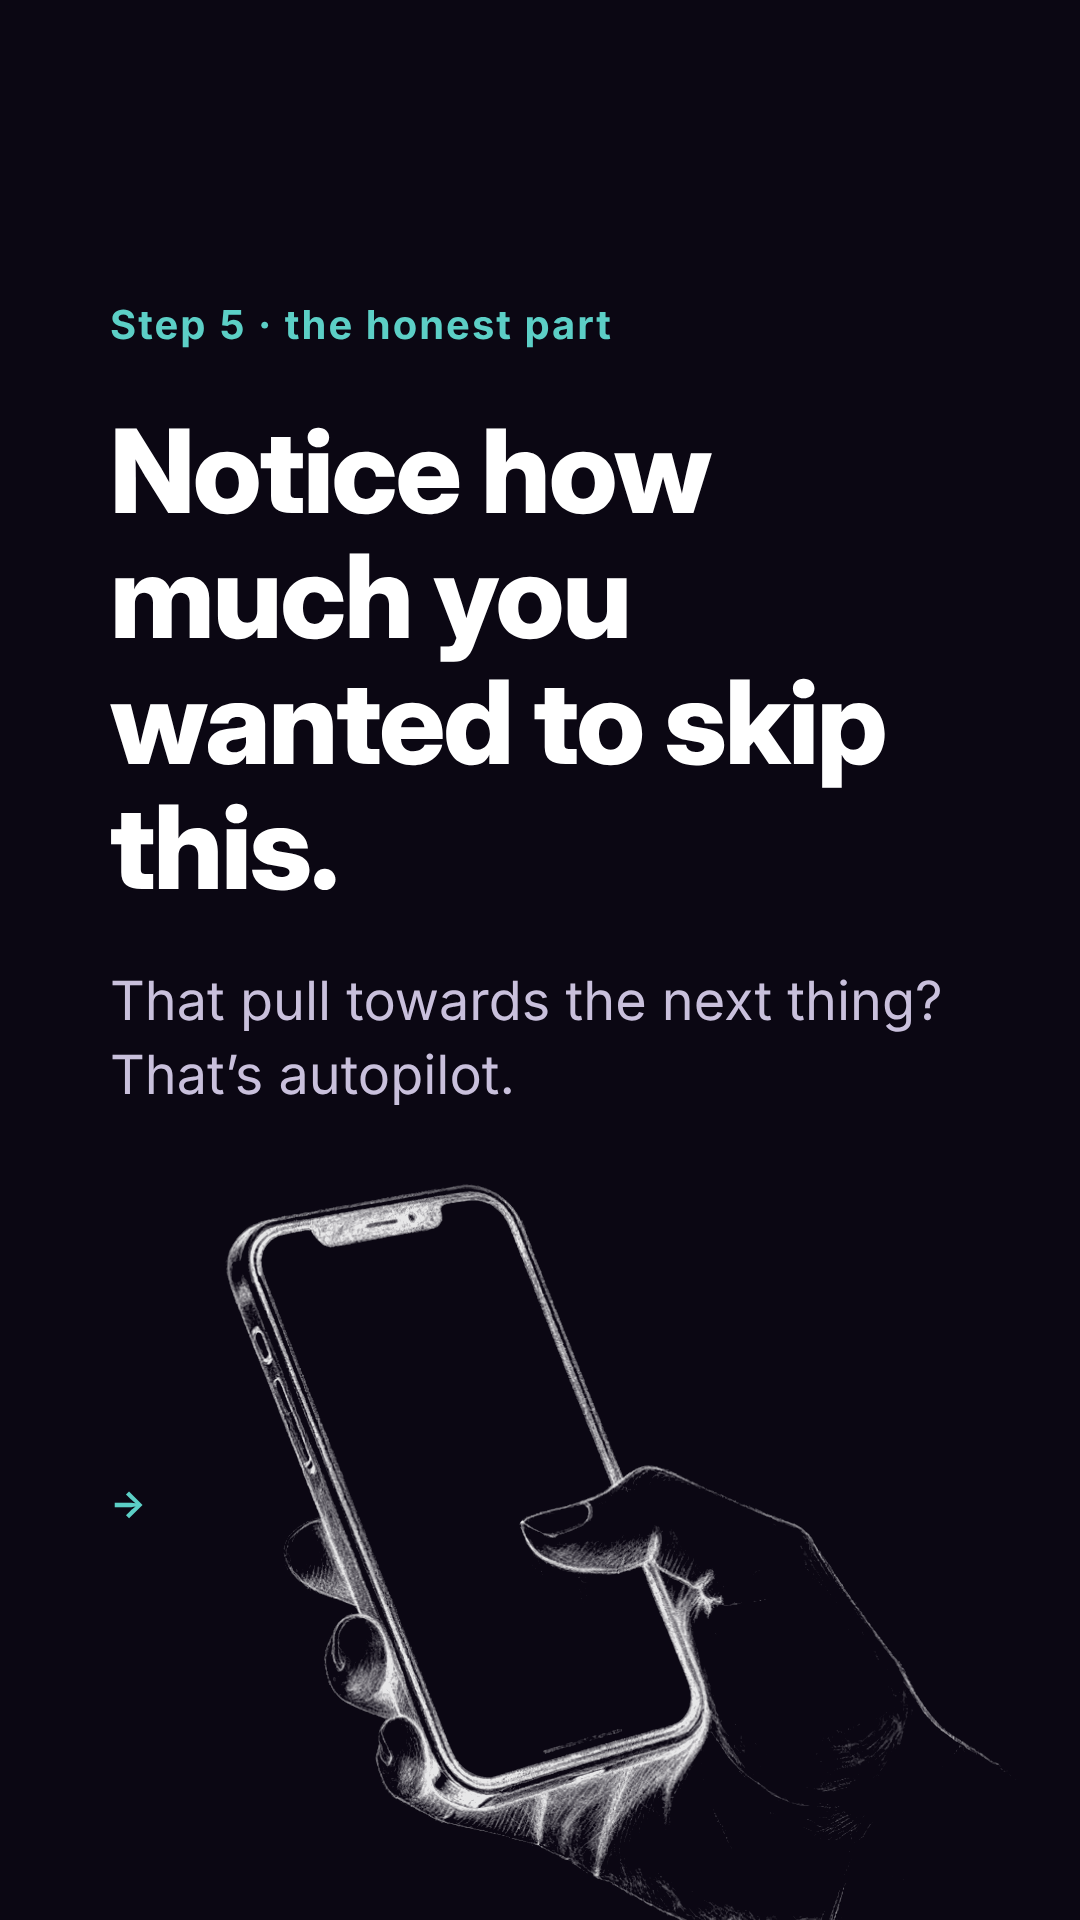 Step 5 · the honest part
Notice how
much you
wanted to skip
this.
That pull towards the next thing?
That’s autopilot.
→